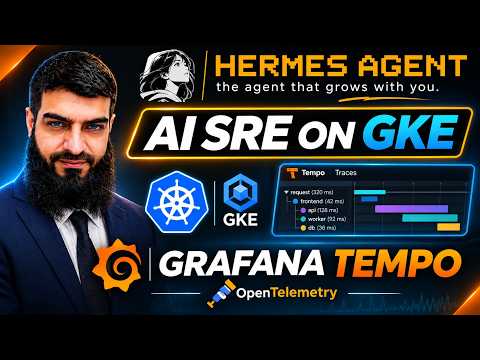 HERMES AGENT
the agent that grows with you.
AI SRE ON GKE
GKE
Tempo Traces
request (320 ms)
frontend (42 ms)
api (128 ms)
worker (92 ms)
db (36 ms)
GRAFANA TEMPO
OpenTelemetry